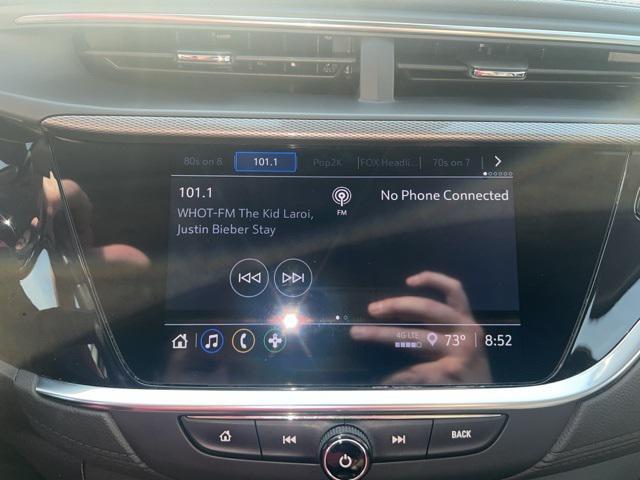 80s on 8 101.1 Pop2K FOX Headli... 70s on 7
101.1 FM No Phone Connected
WHOT-FM The Kid Laroi,
Justin Bieber Stay
4G LTE 73° 8:52
BACK